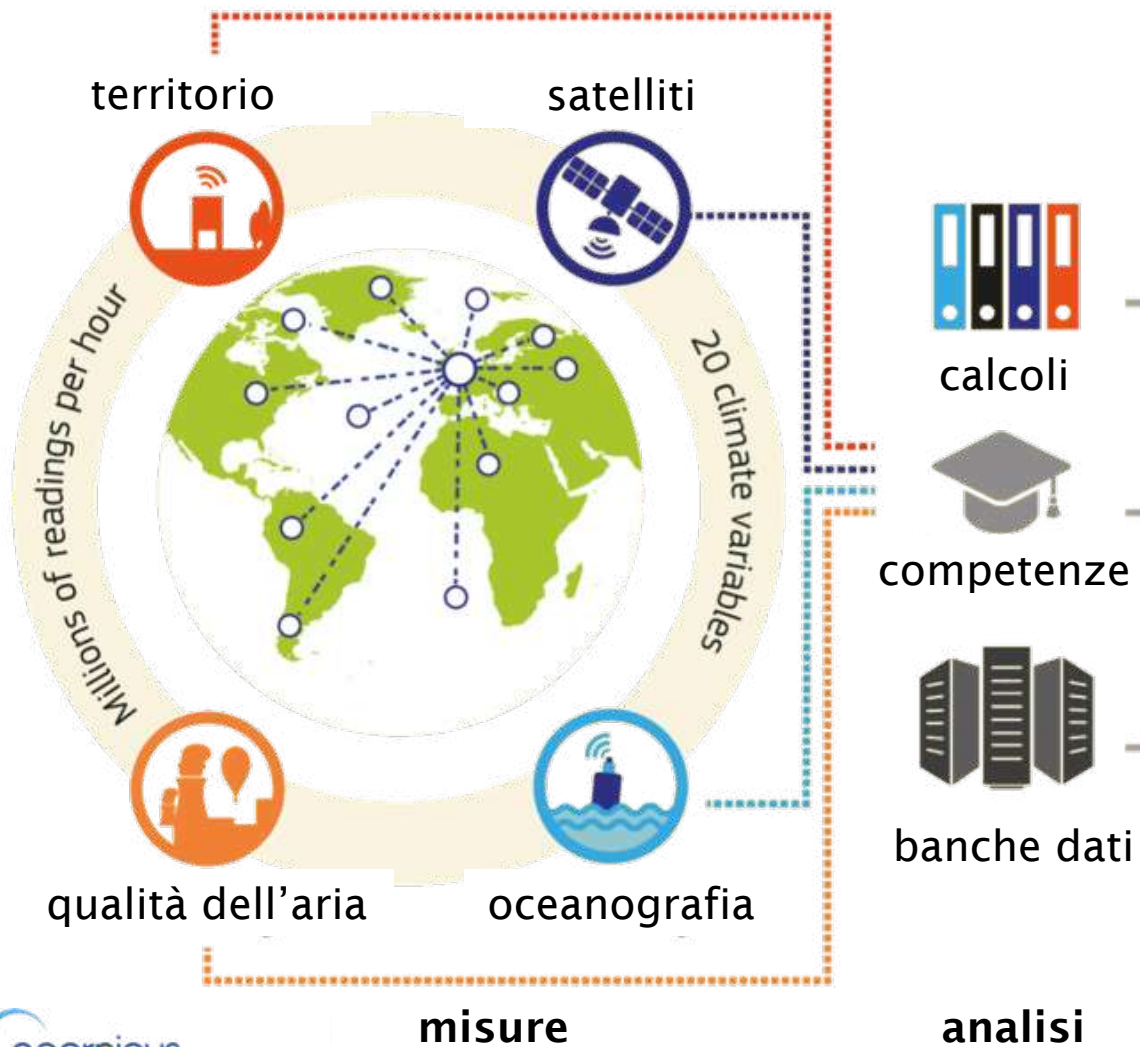 territorio
satelliti
Millions of readings per hour
20 climate variables
calcoli
competenze
banche dati
qualità dell'aria
oceanografia
misure
analisi